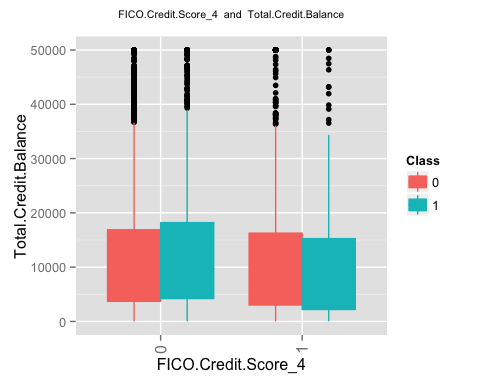 FICO.Credit.Score_4 and Total.Credit.Balance
50000
40000
30000
20000
10000
0
Total.Credit.Balance
0
1
FICO.Credit.Score_4
Class
0
1